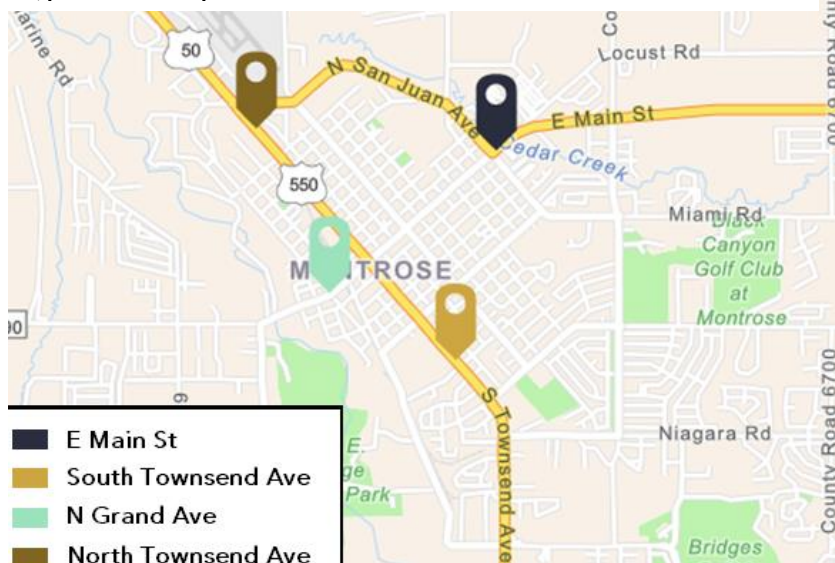 50
N San Juan Ave
Locust Rd
E Main St
Cedar Creek
550
Miami Rd
Black
Canyon
Golf Club
at
Montrose
MONTROSE
90
County Road 6700
Niagara Rd
S Townsend Ave
E.
Park
Bridges
E Main St
South Townsend Ave
N Grand Ave
North Townsend Ave